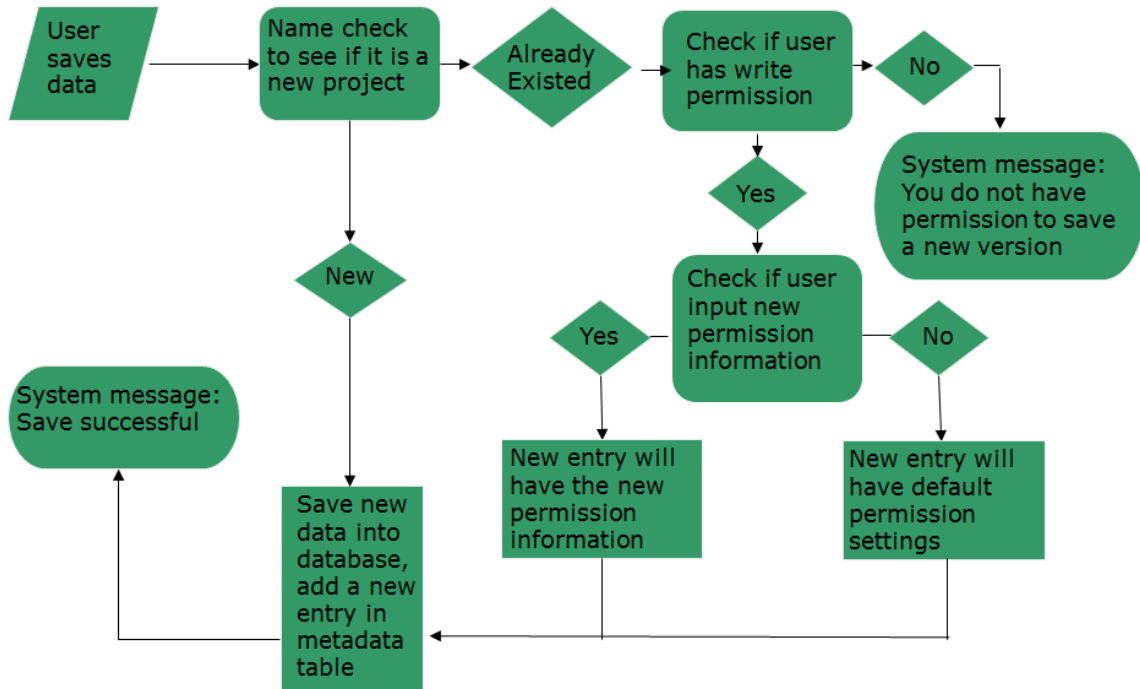 User
saves
data
Name check
to see if it is a
new project
Already
Existed
Check if user
has write
permission
No
System message:
You do not have
permission to save
a new version
Yes
New
Check if user
input new
permission
information
Yes
No
System message:
Save successful
New entry will
have the new
permission
information
New entry will
have default
permission
settings
Save new
data into
database,
add a new
entry in
metadata
table